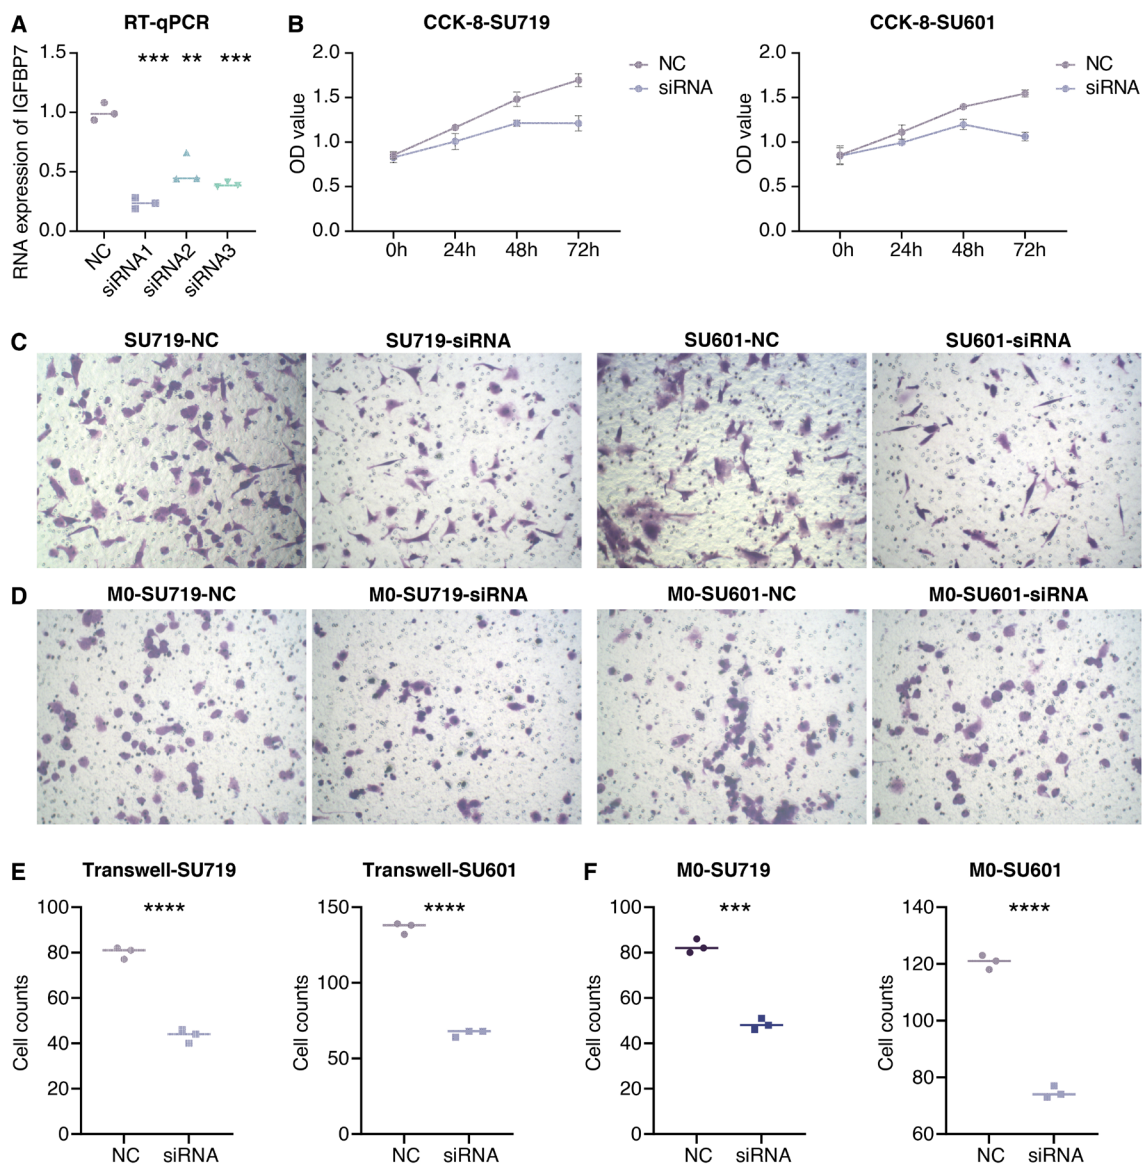 A RT-qPCR
RNA expression of IGFBP7
1.5
1.0
0.5
0.0
*** ** ***
NC siRNA1 siRNA2 siRNA3
B CCK-8-SU719
OD value
2.0
1.5
1.0
0.5
0.0
0h 24h 48h 72h
NC
siRNA
CCK-8-SU601
OD value
2.0
1.5
1.0
0.5
0.0
0h 24h 48h 72h
NC
siRNA
C SU719-NC SU719-siRNA SU601-NC SU601-siRNA
D M0-SU719-NC M0-SU719-siRNA M0-SU601-NC M0-SU601-siRNA
E Transwell-SU719
Cell counts
100
80
60
40
20
0
****
NC siRNA
Transwell-SU601
Cell counts
150
100
50
0
****
NC siRNA
F M0-SU719
Cell counts
100
80
60
40
20
0
***
NC siRNA
M0-SU601
Cell counts
140
120
100
80
60
****
NC siRNA